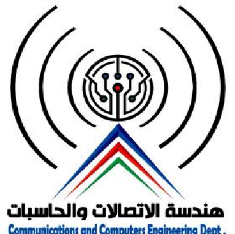 هندسة الاتصالات والحاسبات
Communications and Computers Engineering Dept .